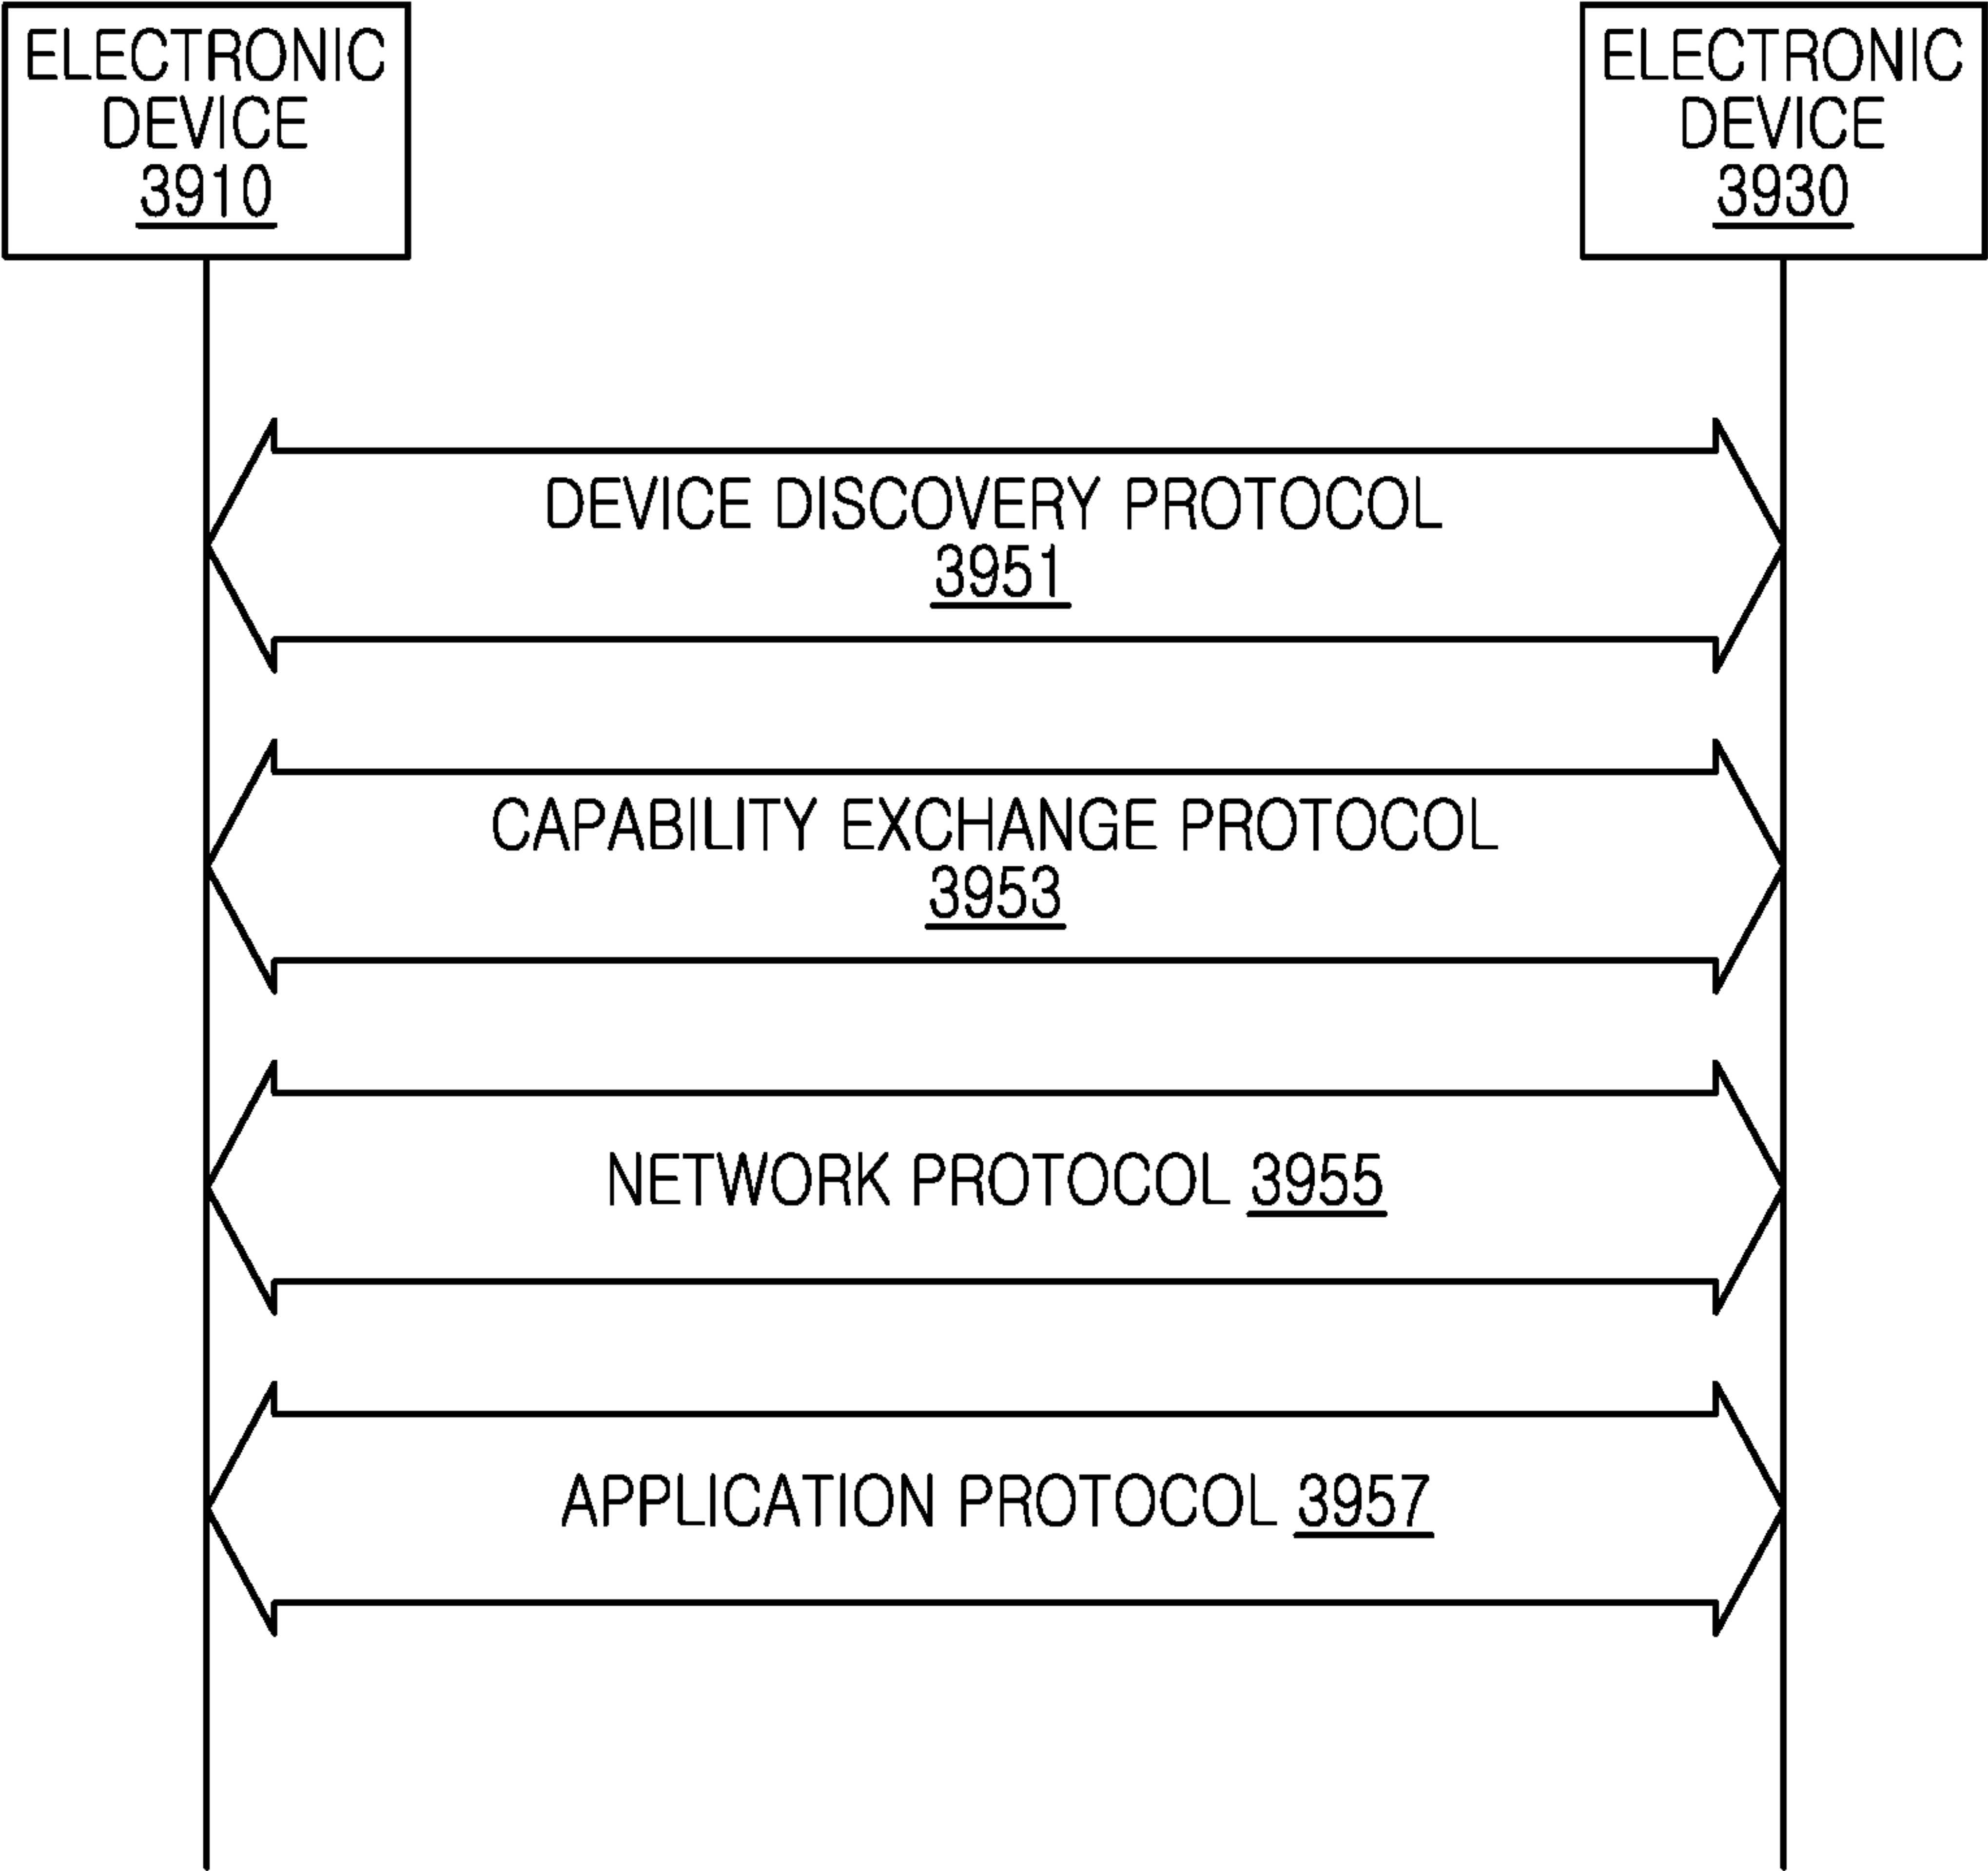 ELECTRONIC
DEVICE
3910
ELECTRONIC
DEVICE
3930
DEVICE DISCOVERY PROTOCOL
3951
CAPABILITY EXCHANGE PROTOCOL
3953
NETWORK PROTOCOL 3955
APPLICATION PROTOCOL 3957